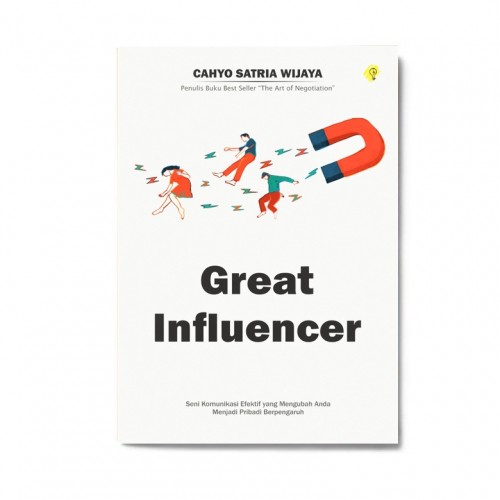 CAHYO SATRIA WIJAYA
Penulis Buku Best Seller "The Art of Negotiation"
Great
Influencer
Seni Komunikasi Efektif yang Mengubah Anda
Menjadi Pribadi Berpengaruh